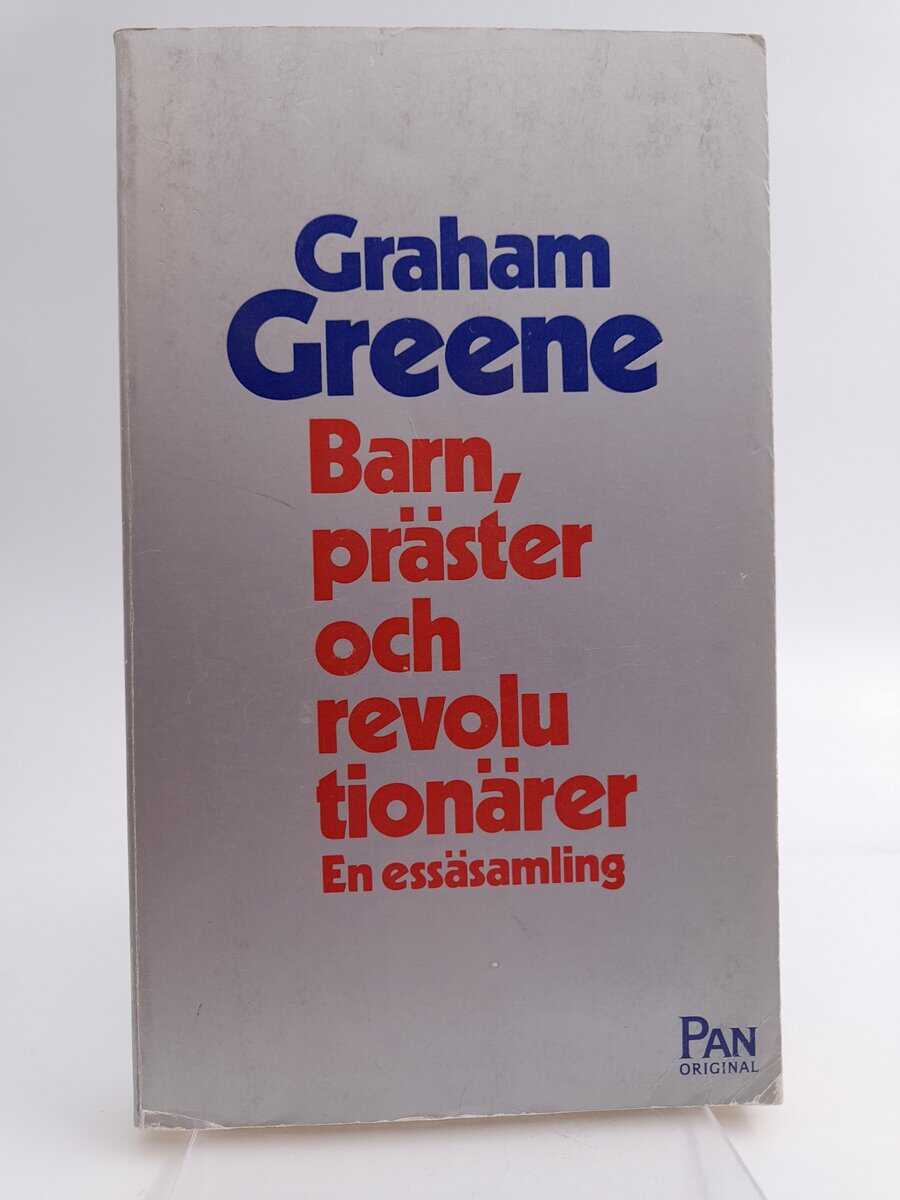 Graham
Greene
Barn,
präster
och
revolu
tionärer
En essäsamling
PAN
ORIGINAL